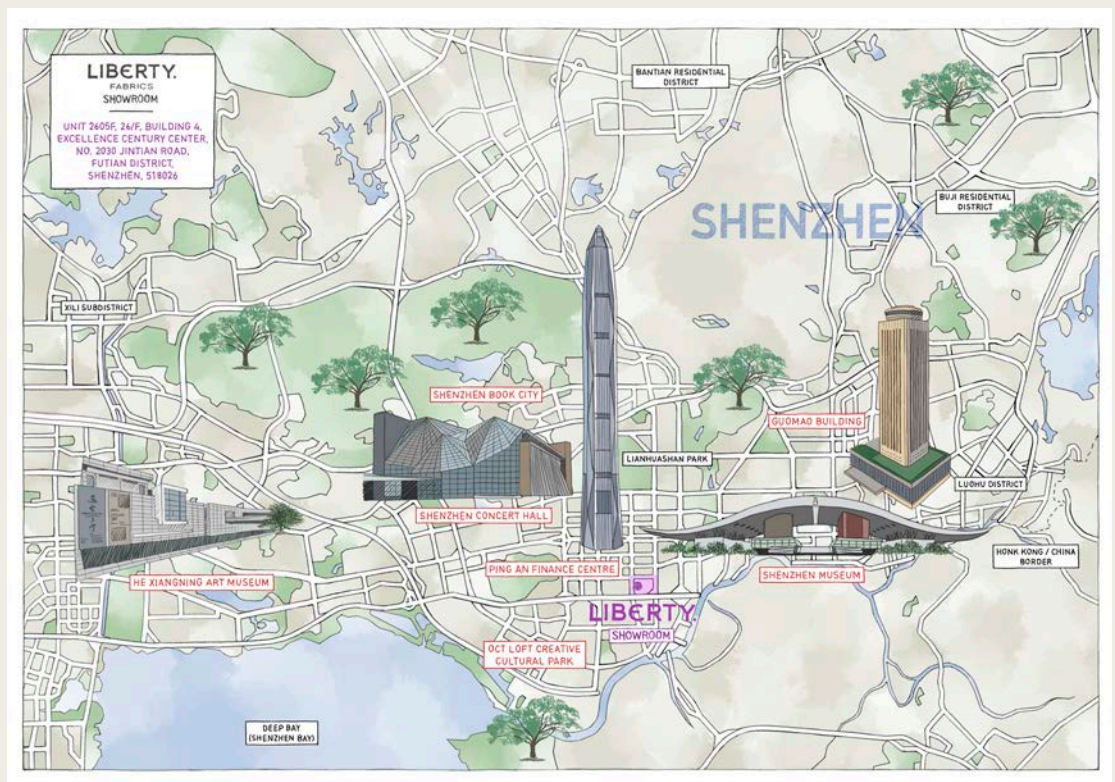 LIBERTY.
FABRICS
SHOWROOM
UNIT 2605F, 26/F, BUILDING 4,
EXCELLENCE CENTURY CENTER,
NO. 2030 JINTIAN ROAD,
FUTIAN DISTRICT,
SHENZHEN, 518026
BANTIAN RESIDENTIAL
DISTRICT
BUJI RESIDENTIAL
DISTRICT
SHENZHEN
XILI SUBDISTRICT
SHENZHEN BOOK CITY
GUOMAO BUILDING
LIANHUASHAN PARK
LUOHU DISTRICT
SHENZHEN CONCERT HALL
HONK KONG / CHINA
BORDER
PING AN FINANCE CENTRE
SHENZHEN MUSEUM
HE XIANGNING ART MUSEUM
LIBERTY.
SHOWROOM
OCT LOFT CREATIVE
CULTURAL PARK
DEEP BAY
(SHENZHEN BAY)